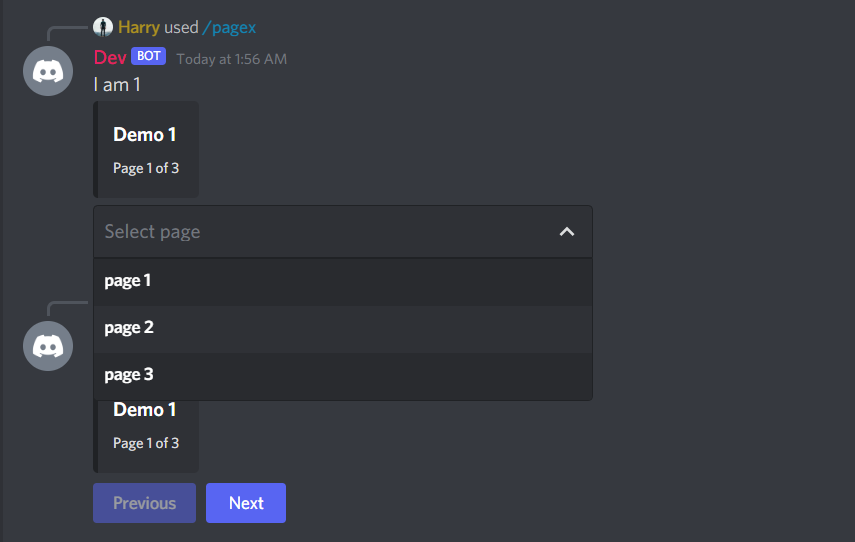 Harry used /pagex
Dev BOT Today at 1:56 AM
I am 1
Demo 1
Page 1 of 3
Select page
page 1
page 2
page 3
Demo 1
Page 1 of 3
Previous Next